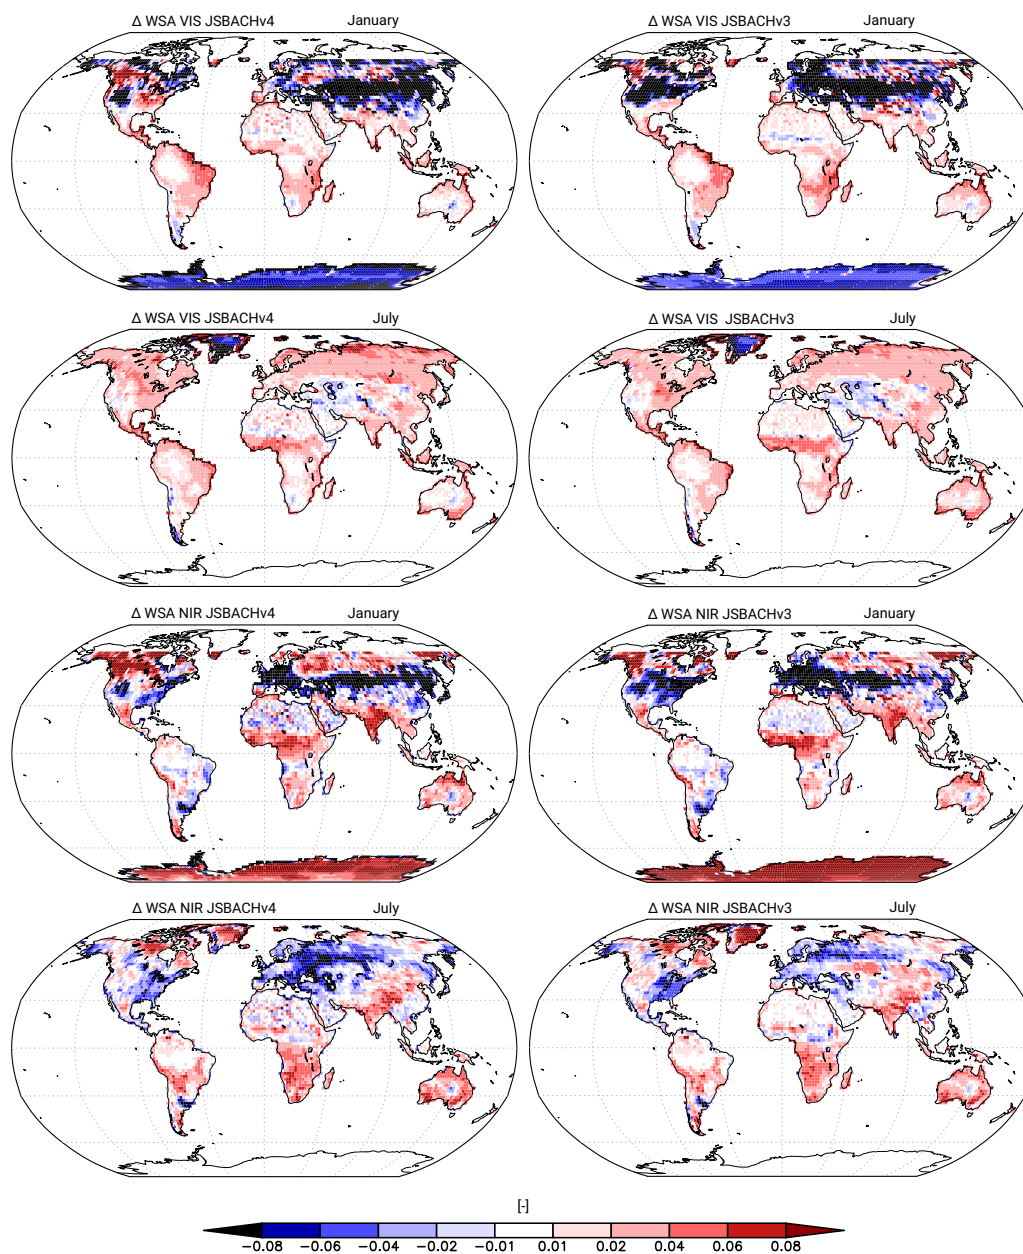 Δ WSA VIS JSBACHv4 January
Δ WSA VIS JSBACHv3 January
Δ WSA VIS JSBACHv4 July
Δ WSA VIS  JSBACHv3 July
Δ WSA NIR JSBACHv4 January
Δ WSA NIR JSBACHv3 January
Δ WSA NIR JSBACHv4 July
Δ WSA NIR JSBACHv3 July
[-]
-0.08 -0.06 -0.04 -0.02 -0.01 0.01 0.02 0.04 0.06 0.08